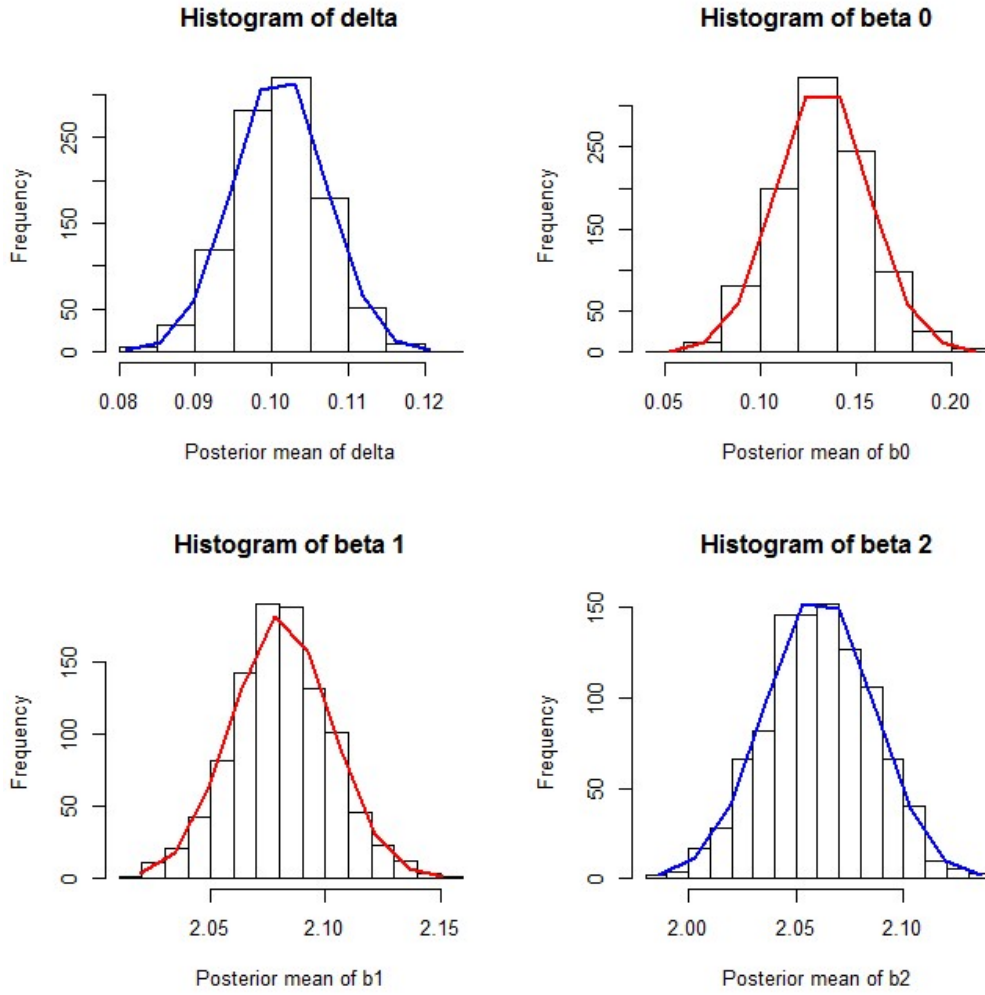 Histogram of delta
Frequency
0 50 150 250
0.08 0.09 0.10 0.11 0.12
Posterior mean of delta
Histogram of beta 0
Frequency
0 50 150 250
0.05 0.10 0.15 0.20
Posterior mean of b0
Histogram of beta 1
Frequency
0 50 100 150
2.05 2.10 2.15
Posterior mean of b1
Histogram of beta 2
Frequency
0 50 100 150
2.00 2.05 2.10
Posterior mean of b2